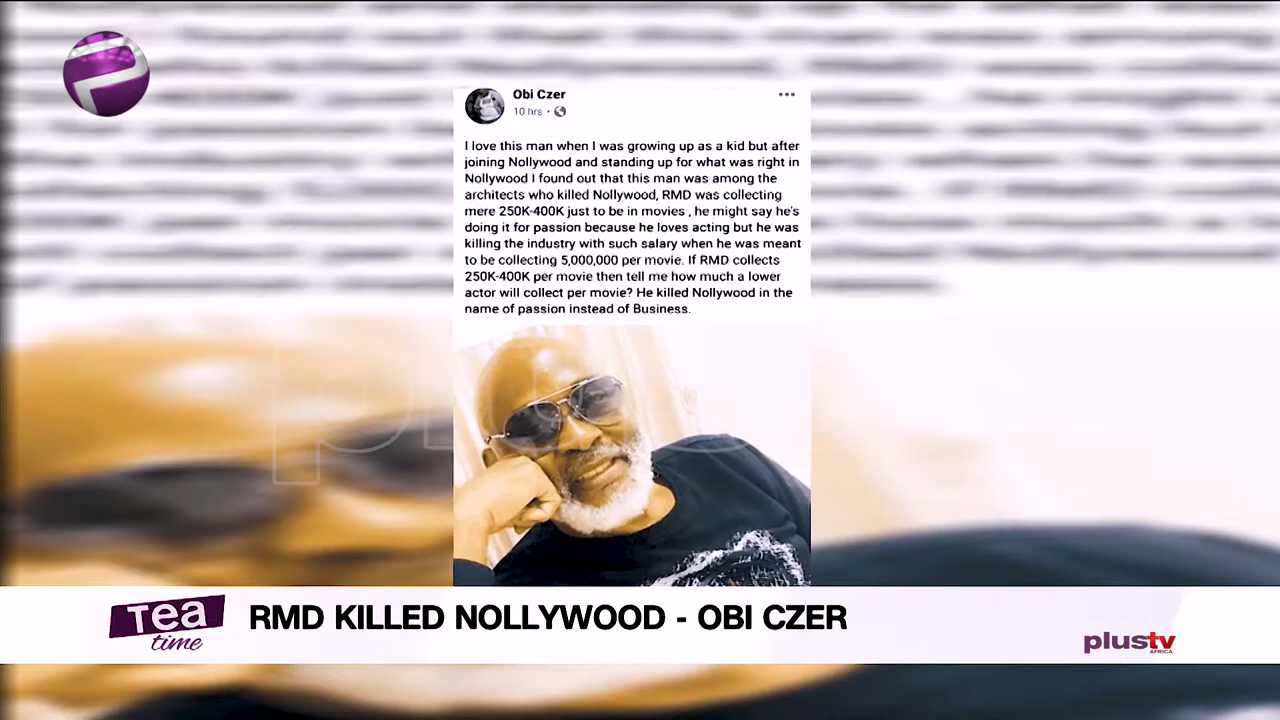 Obi Czer
10 hrs
I love this man when I was growing up as a kid but after
joining Nollywood and standing up for what was right in
Nollywood I found out that this man was among the
architects who killed Nollywood, RMD was collecting
mere 250K-400K just to be in movies , he might say he's
doing it for passion because he loves acting but he was
killing the industry with such salary when he was meant
to be collecting 5,000,000 per movie. If RMD collects
250K-400K per movie then tell me how much a lower
actor will collect per movie? He killed Nollywood in the
name of passion instead of Business.
plus
Tea
time
RMD KILLED NOLLYWOOD - OBI CZER
plustv
AFRICA